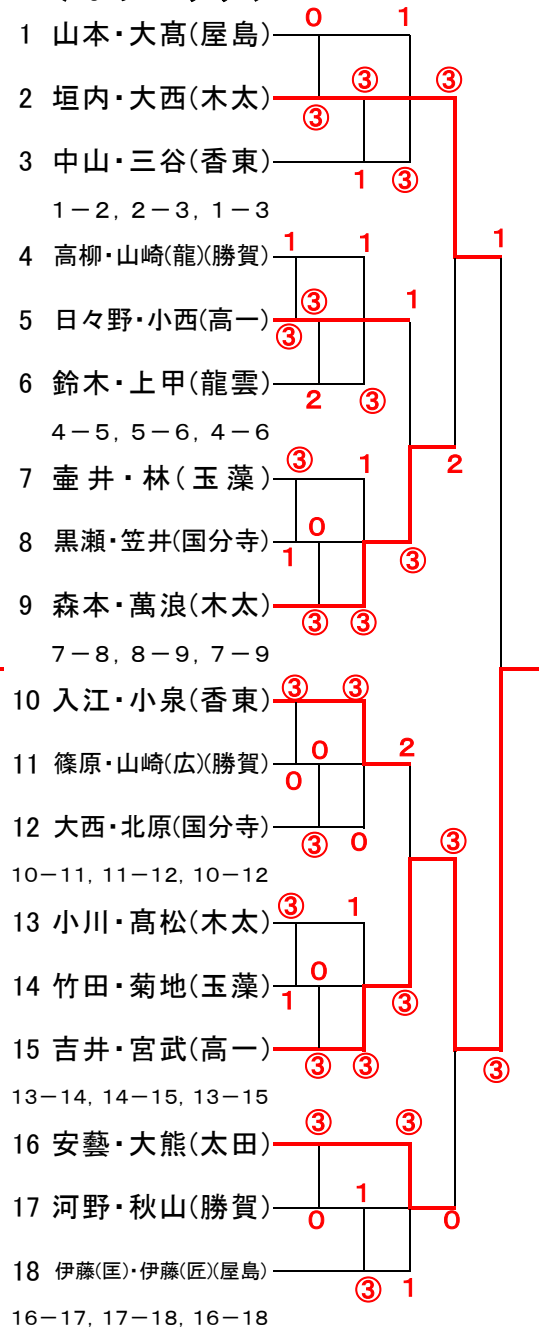 0 1
1 山本・大髙(屋島)
③ ③
2 垣内・大西(木太)
③
3 中山・三谷(香東)
1 ③
1－2, 2－3, 1－3
1 1 1
4 高柳・山崎(龍)(勝賀)
③ 1
5 日々野・小西(高一)
③
6 鈴木・上甲(龍雲)
2 ③
4－5, 5－6, 4－6
③ 1 2
7 壷井・林(玉藻)
0
8 黒瀬・笠井(国分寺)
1 ③
9 森本・萬浪(木太)
③ ③
7－8, 8－9, 7－9
③ ③
10 入江・小泉(香東)
0 2
11 篠原・山崎(広)(勝賀)
0
12 大西・北原(国分寺)
③ 0 ③
10－11, 11－12, 10－12
③ 1
13 小川・髙松(木太)
0
14 竹田・菊地(玉藻)
1 ③
15 吉井・宮武(高一)
③ ③ ③
13－14, 14－15, 13－15
③ ③
16 安藝・大熊(太田)
1
17 河野・秋山(勝賀)
0 0
18 伊藤(匡)・伊藤(匠)(屋島)
③ 1
16－17, 17－18, 16－18